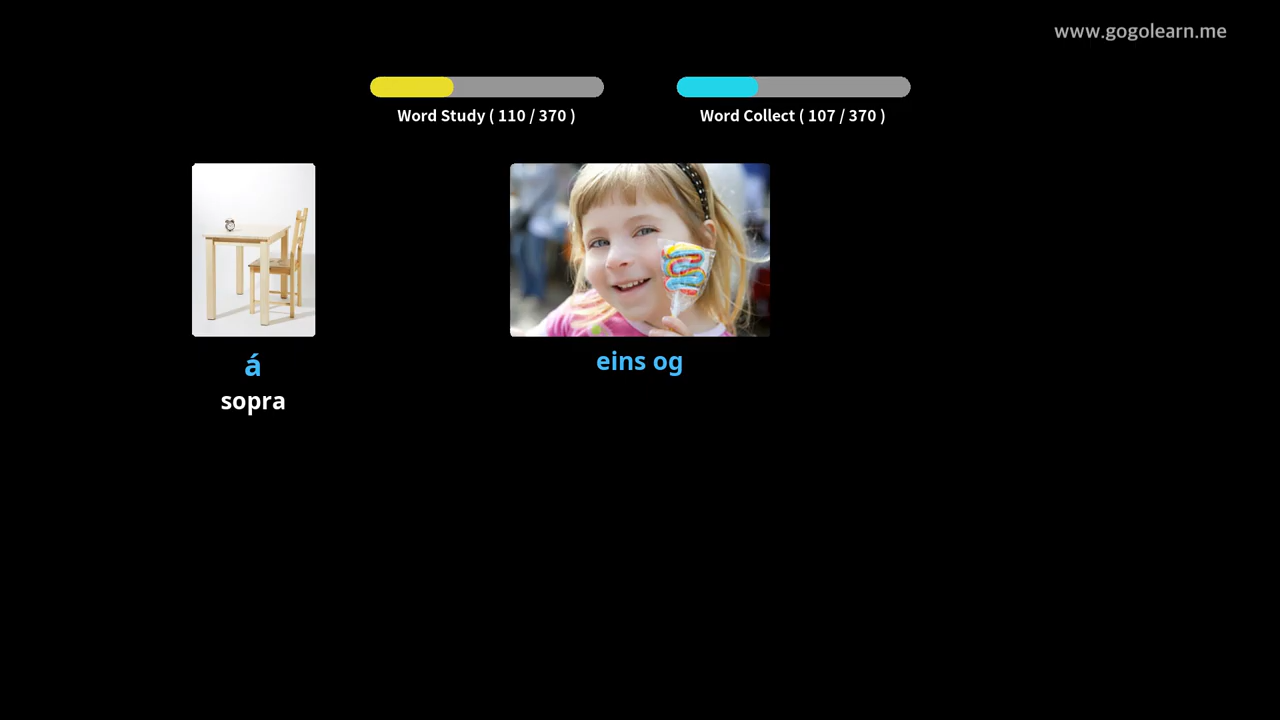 www.gogolearn.me
Word Study ( 110 / 370 )
Word Collect ( 107 / 370 )
á
sopra
eins og